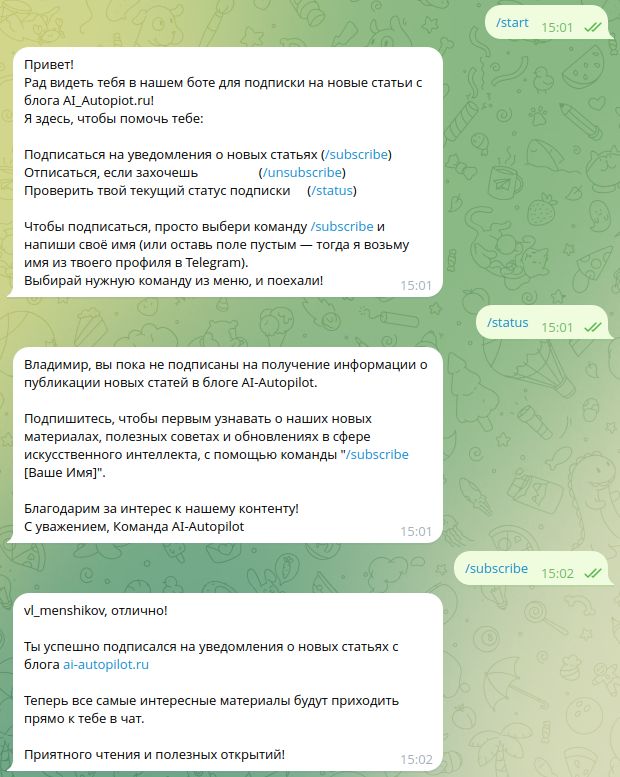 /start 15:01
Привет!
Рад видеть тебя в нашем боте для подписки на новые статьи с
блога AI_Autopiot.ru!
Я здесь, чтобы помочь тебе:
Подписаться на уведомления о новых статьях (/subscribe)
Отписаться, если захочешь (/unsubscribe)
Проверить твой текущий статус подписки (/status)
Чтобы подписаться, просто выбери команду /subscribe и
напиши своё имя (или оставь поле пустым — тогда я возьму
имя из твоего профиля в Telegram).
Выбирай нужную команду из меню, и поехали! 15:01
/status 15:01
Владимир, вы пока не подписаны на получение информации о
публикации новых статей в блоге AI-Autopilot.
Подпишитесь, чтобы первым узнавать о наших новых
материалах, полезных советах и обновлениях в сфере
искусственного интеллекта, с помощью команды "/subscribe
[Ваше Имя]".
Благодарим за интерес к нашему контенту!
С уважением, Команда AI-Autopilot 15:01
/subscribe 15:02
vl_menshikov, отлично!
Ты успешно подписался на уведомления о новых статьях с
блога ai-autopilot.ru
Теперь все самые интересные материалы будут приходить
прямо к тебе в чат.
Приятного чтения и полезных открытий! 15:02